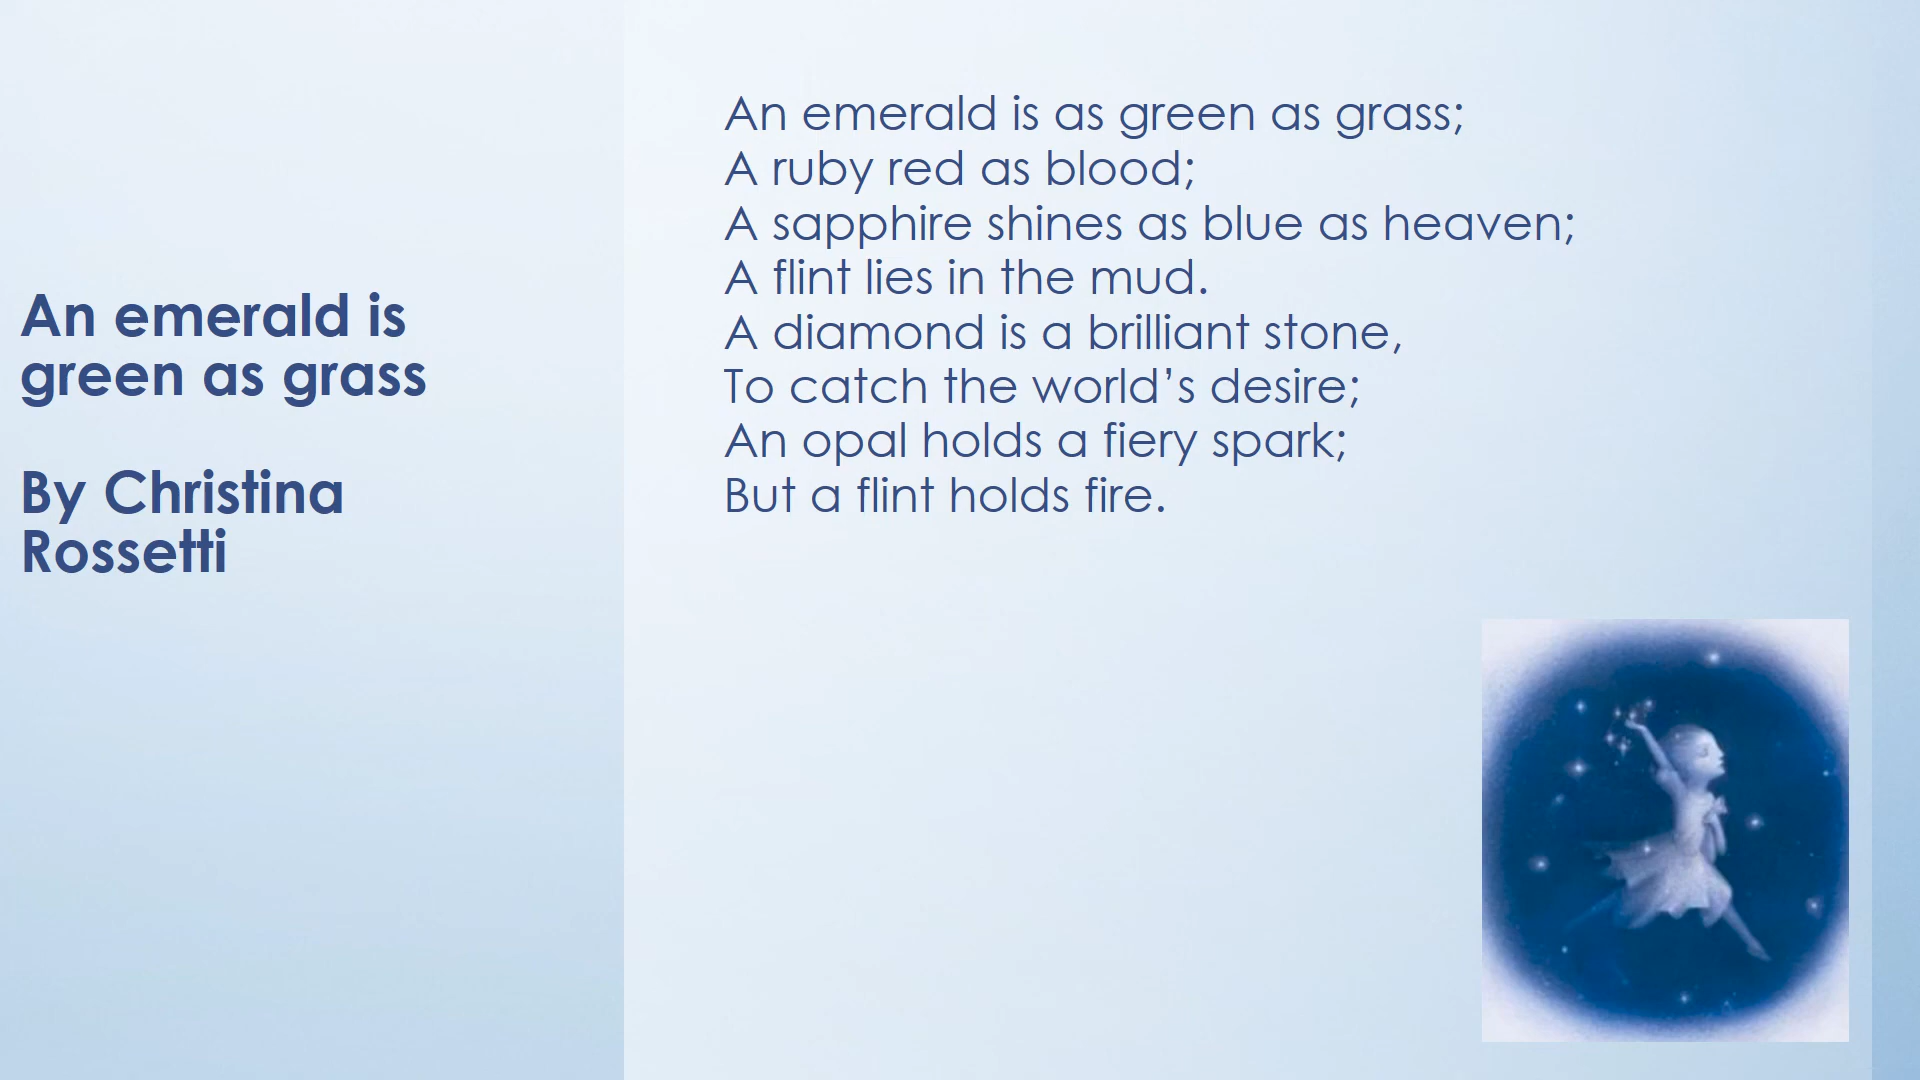 An emerald is
green as grass
By Christina
Rossetti
An emerald is as green as grass;
A ruby red as blood;
A sapphire shines as blue as heaven;
A flint lies in the mud.
A diamond is a brilliant stone,
To catch the world’s desire;
An opal holds a fiery spark;
But a flint holds fire.